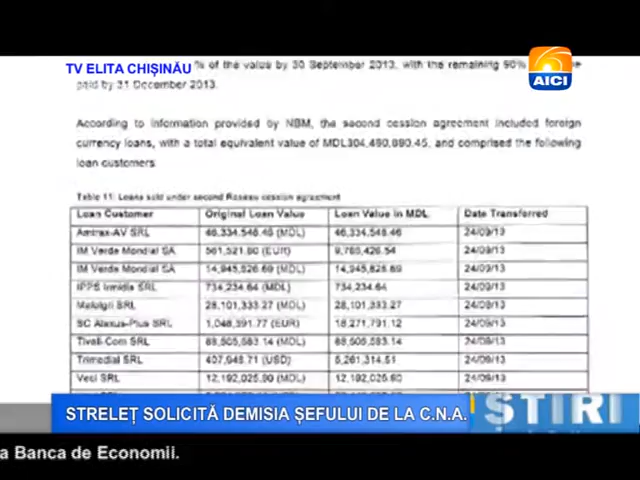 TV ELITA CHIȘINĂU
% of the value by 30 September 2013, with the remaining 90%
AICI
paid by 31 December 2013.
According to information provided by NBM, the second cession agreement included foreign
currency loans, with a total equivalent value of MDL304,480,890.45, and comprised the following
loan customers
Table 11: Loans sold under second Roseau cession agreement
Loan Customer Original Loan Value Loan Value in MDL Date Transferred
Amtrax-AV SRL 46,334,548.46 (MDL) 46,334,548.46 24/09/13
IM Verde Mondial SA 561,521.80 (EUR) 9,785,426.54 24/09/13
IM Verde Mondial SA 14,945,826.69 (MDL) 14,945,826.69 24/09/13
IPPS Inmida SRL 734,234.64 (MDL) 734,234.64 24/09/13
SRL 28,101,333.27 (MDL) 28,101,333.27 24/09/13
SC Alexus-Plus SRL 1,048,391.77 (EUR) 18,271,791.12 24/09/13
Tivali-Com SRL 88,505,583.14 (MDL) 88,505,583.14 24/09/13
Trimedial SRL 407,948.71 (USD) 5,261,314.51 24/09/13
Veci SRL 12,192,025.80 (MDL) 12,192,025.80 24/09/13
STRELEȚ SOLICITĂ DEMISIA ȘEFULUI DE LA C.N.A.
ȘTIRI
a Banca de Economii.